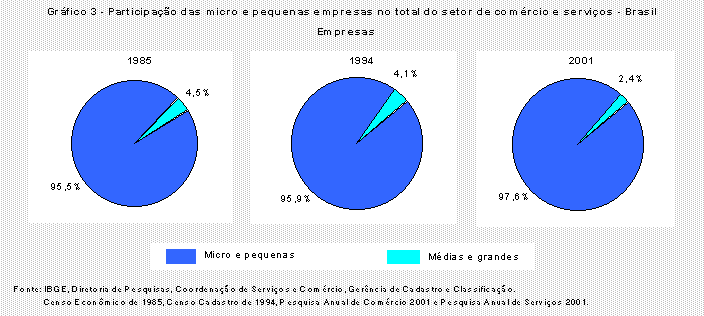 Gráfico 3 - Participação das micro e pequenas empresas no total do setor de comércio e serviços - Brasil
Empresas
1985
1994
2001
4,5%
4,1%
2,4%
95,5%
95,9%
97,6%
Micro e pequenas
Médias e grandes
Fonte: IBGE, Diretoria de Pesquisas, Coordenação de Serviços e Comércio, Gerência de Cadastro e Classificação.
Censo Econômico de 1985, Censo Cadastro de 1994, Pesquisa Anual de Comércio 2001 e Pesquisa Anual de Serviços 2001.